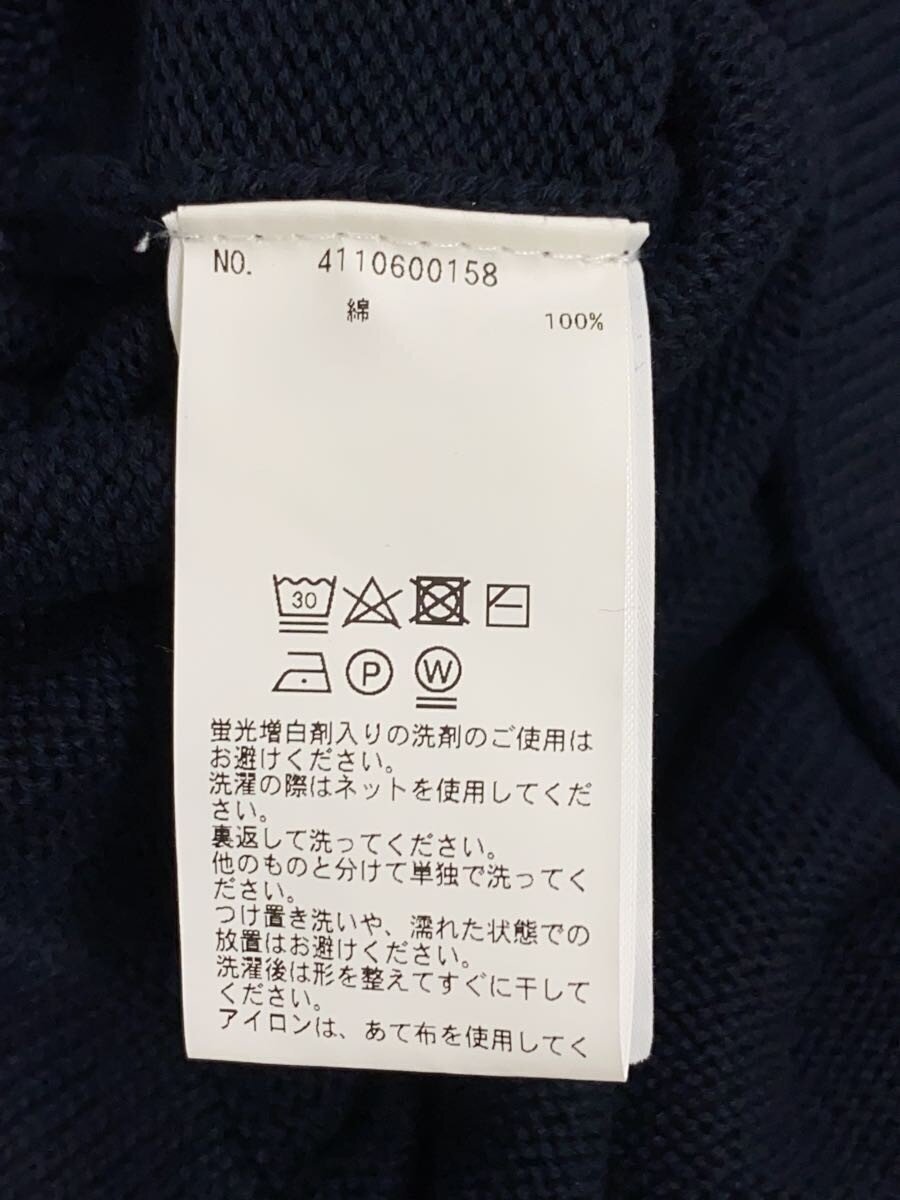 NO. 4110600158
綿 100%
30
P W
蛍光増白剤入りの洗剤のご使用は
お避けください。
洗濯の際はネットを使用してくだ
さい。
裏返して洗ってください。
他のものと分けて単独で洗ってく
ださい。
つけ置き洗いや、濡れた状態での
放置はお避けください。
洗濯後は形を整えてすぐに干して
ください。
アイロンは、あて布を使用してく